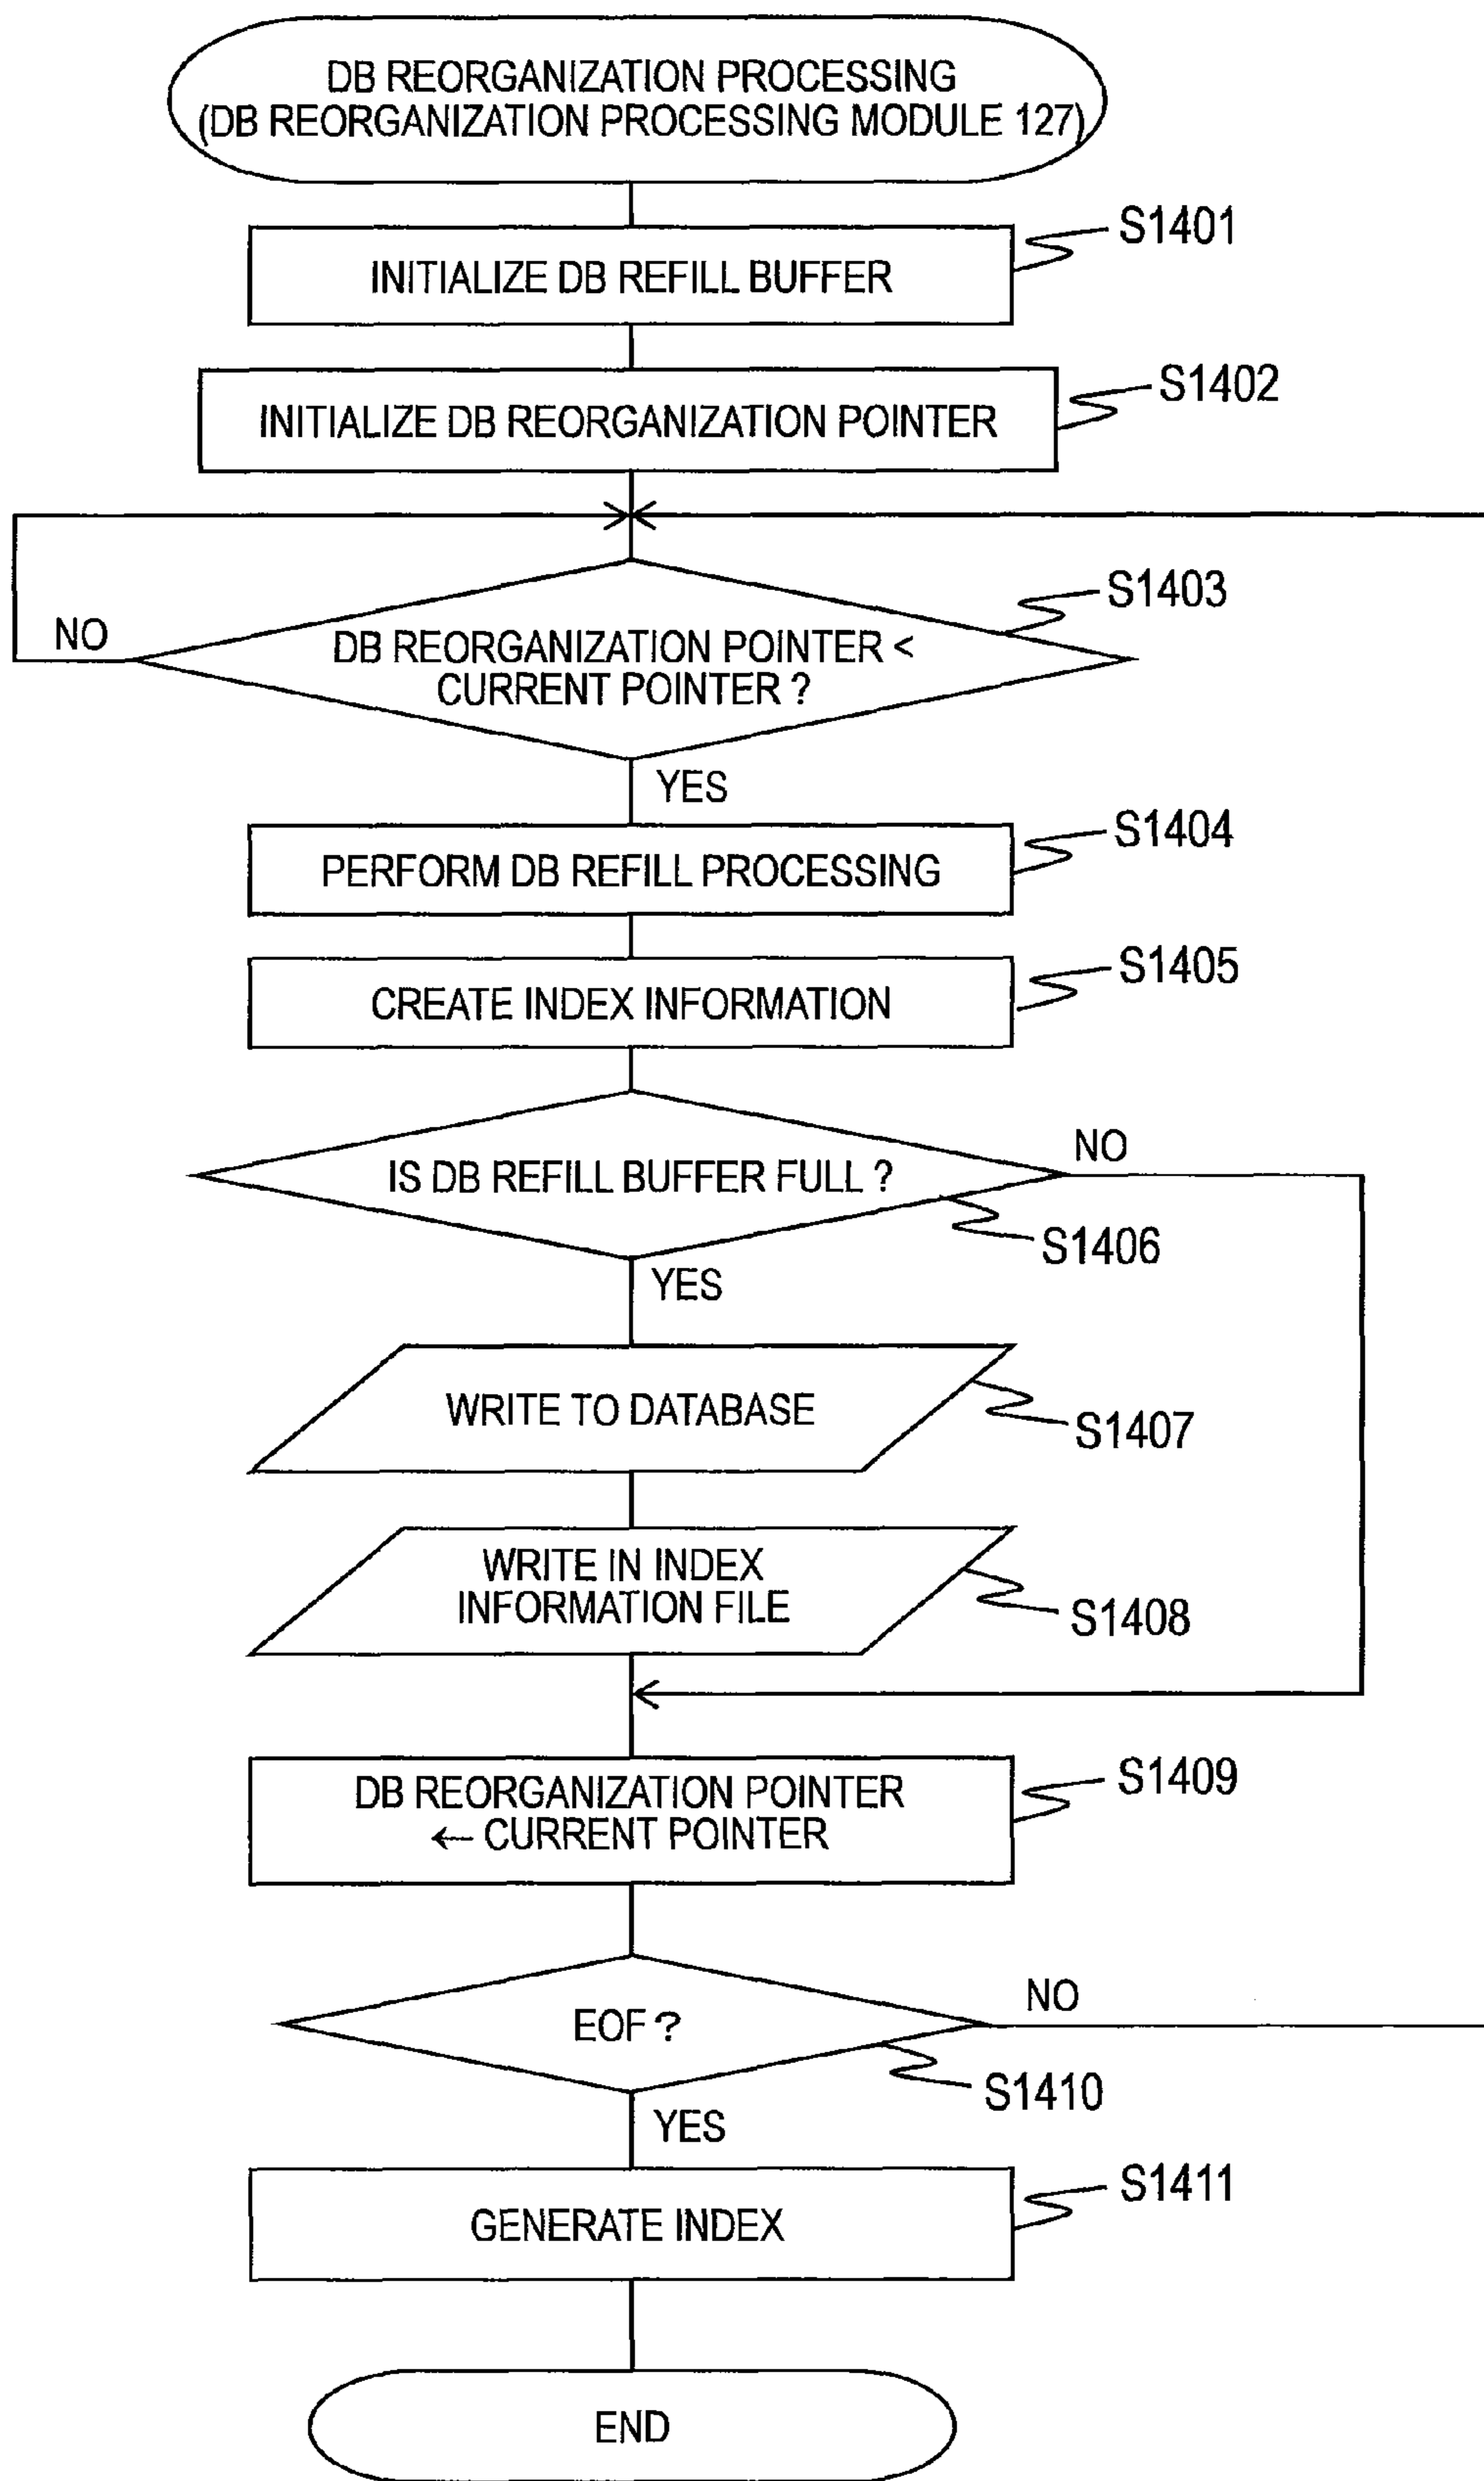 DB REORGANIZATION PROCESSING
(DB REORGANIZATION PROCESSING MODULE 127)
S1401
INITIALIZE DB REFILL BUFFER
S1402
INITIALIZE DB REORGANIZATION POINTER
S1403
NO
DB REORGANIZATION POINTER <
CURRENT POINTER ?
YES
S1404
PERFORM DB REFILL PROCESSING
S1405
CREATE INDEX INFORMATION
NO
IS DB REFILL BUFFER FULL ?
S1406
YES
WRITE TO DATABASE
S1407
WRITE IN INDEX
INFORMATION FILE
S1408
S1409
DB REORGANIZATION POINTER
← CURRENT POINTER
NO
EOF ?
S1410
YES
S1411
GENERATE INDEX
END